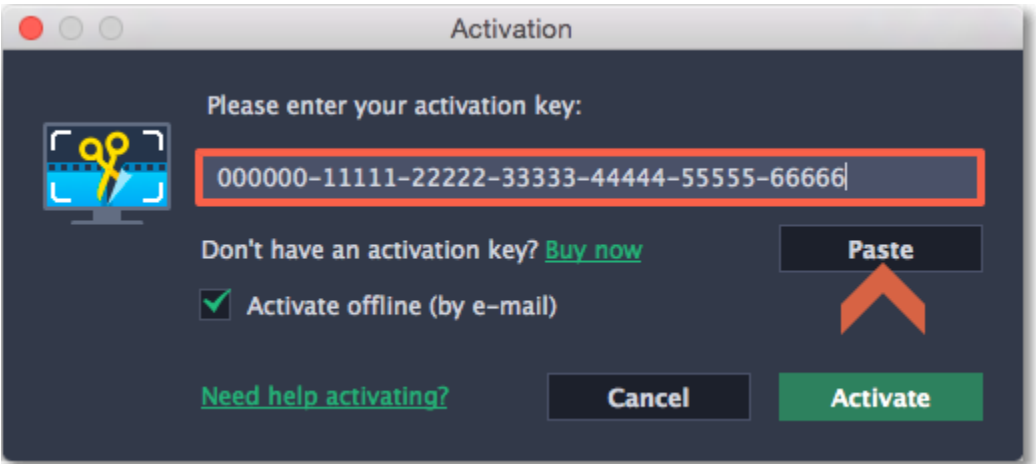 Activation
Please enter your activation key:
000000-11111-22222-33333-44444-55555-66666
Don't have an activation key? Buy now
Paste
Activate offline (by e-mail)
Need help activating?
Cancel
Activate